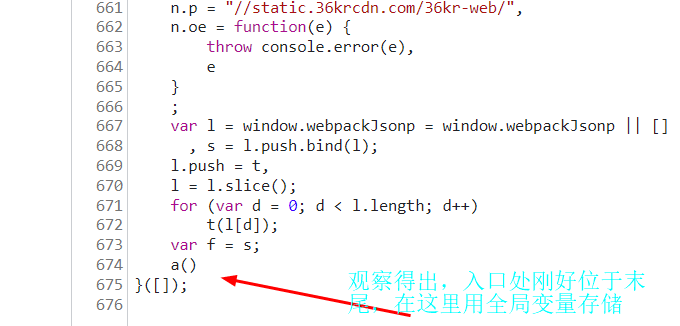 661 n.p = "//static.36krcdn.com/36kr-web/",
662 n.oe = function(e) {
663 throw console.error(e),
664 e
665 }
666 ;
667 var l = window.webpackJsonp = window.webpackJsonp || []
668 , s = l.push.bind(l);
669 l.push = t,
670 l = l.slice();
671 for (var d = 0; d < l.length; d++)
672 t(l[d]);
673 var f = s;
674 a()
675 }([]);
676
观察得出，入口处刚好位于末
尾，在这里用全局变量存储